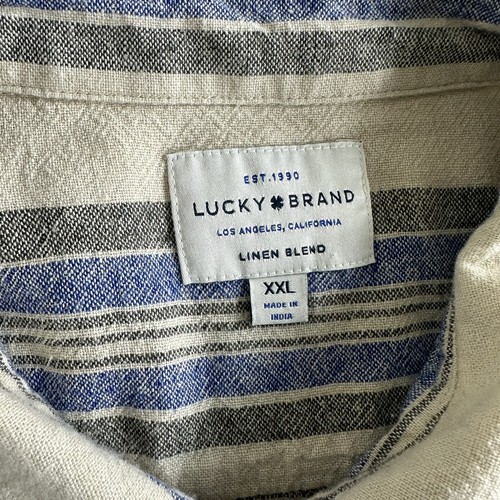 EST.1990
LUCKY BRAND
LOS ANGELES, CALIFORNIA
LINEN BLEND
XXL
MADE IN
INDIA